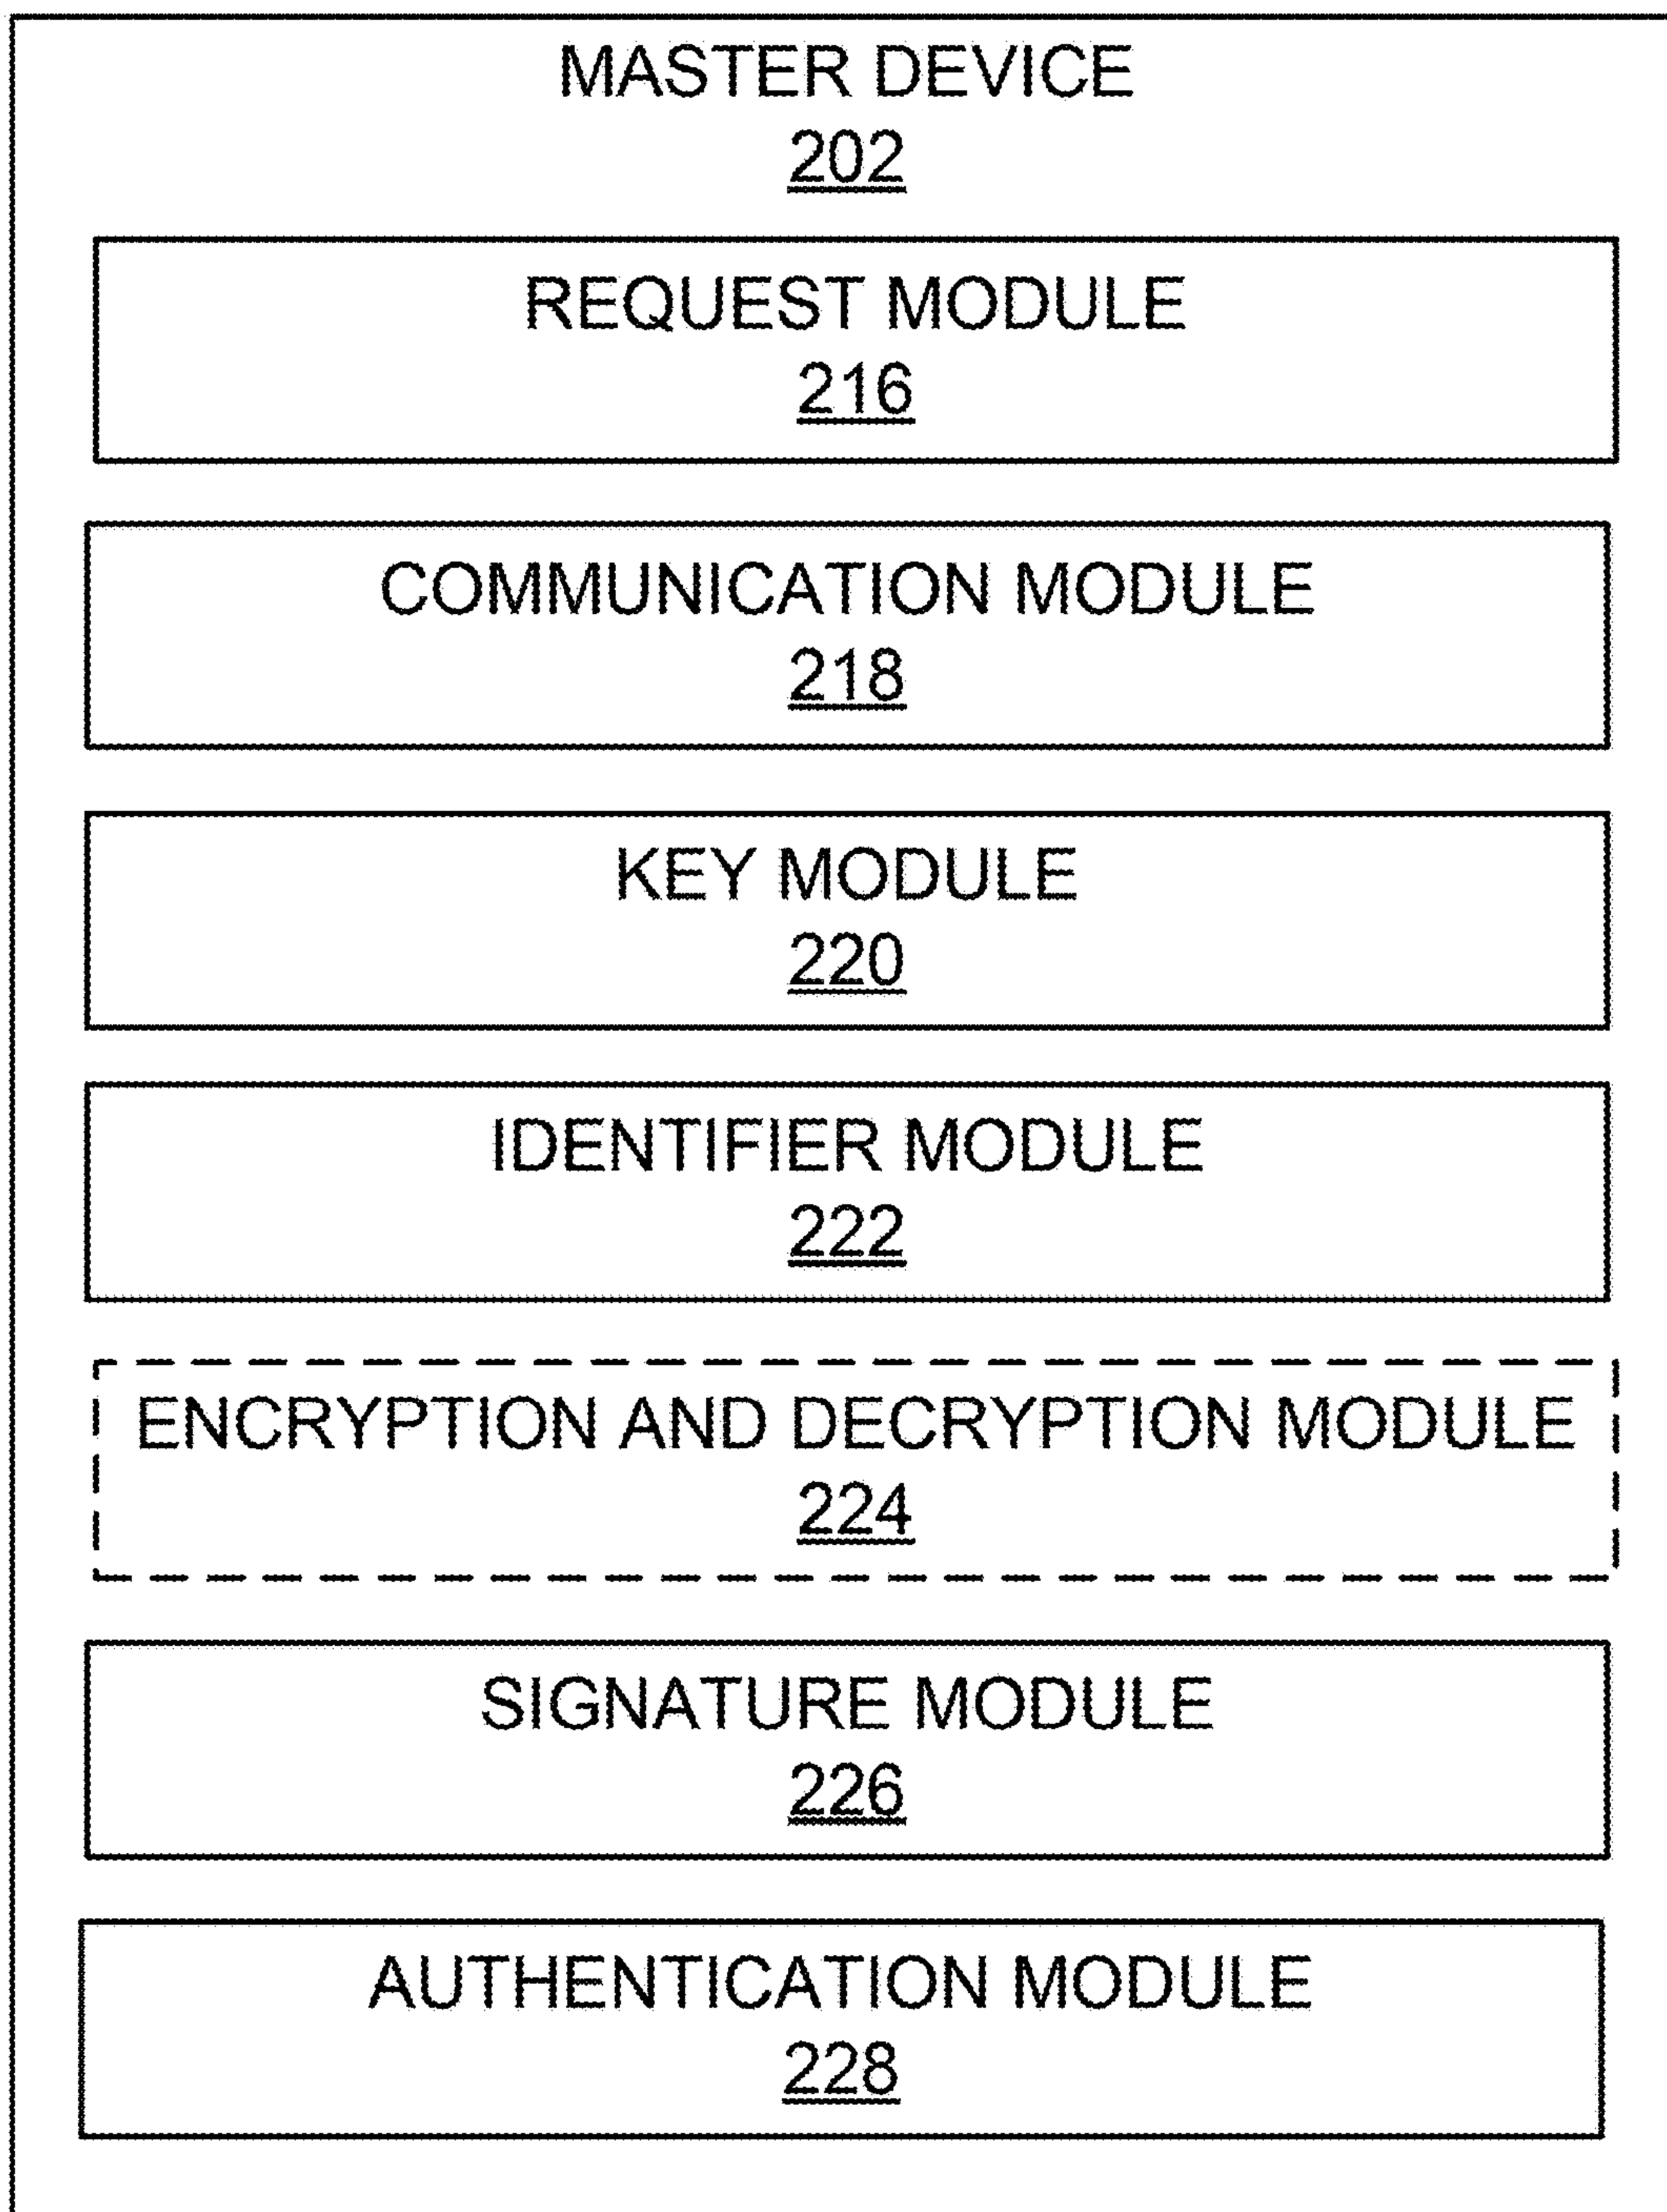 MASTER DEVICE
202
REQUEST MODULE
216
COMMUNICATION MODULE
218
KEY MODULE
220
IDENTIFIER MODULE
222
ENCRYPTION AND DECRYPTION MODULE
224
SIGNATURE MODULE
226
AUTHENTICATION MODULE
228